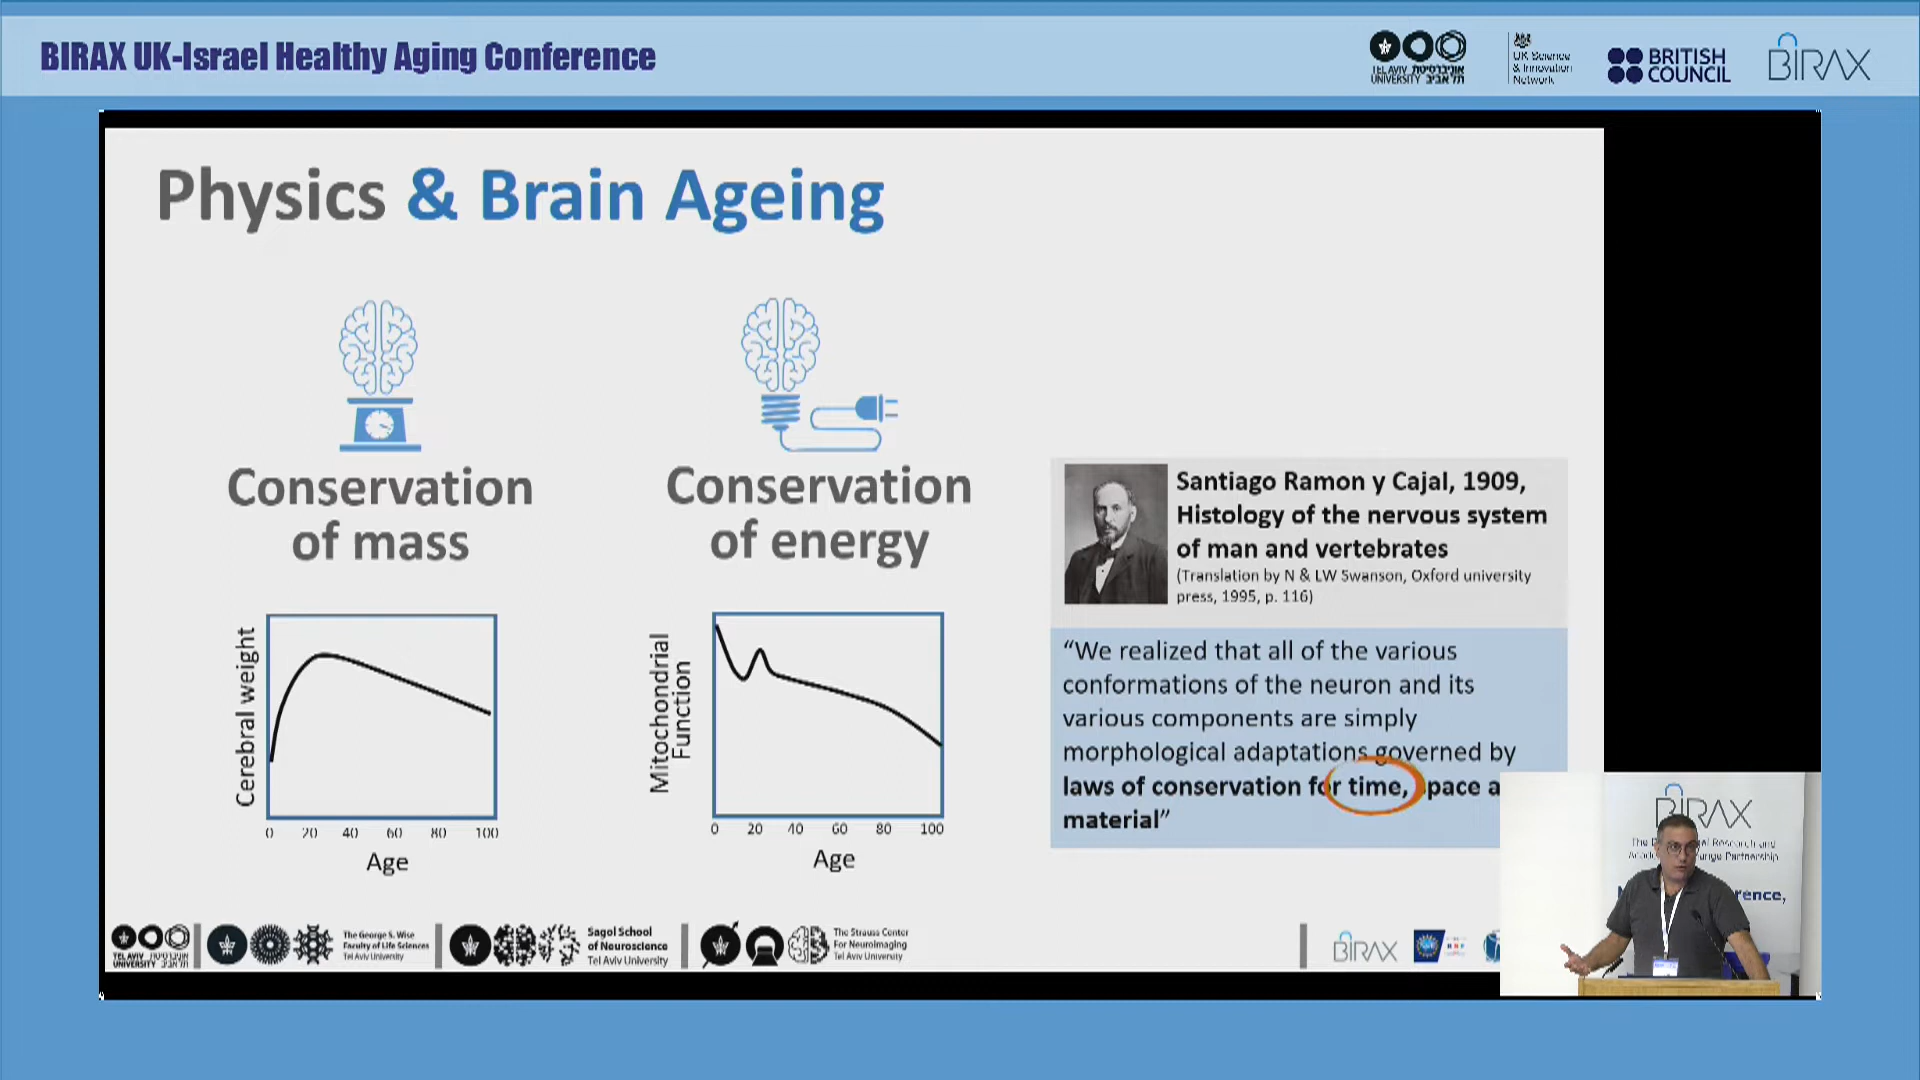 BIRAX UK-Israel Healthy Aging Conference
TEL AVIV אוניברסיטת
UNIVERSITY תל אביב
UK Science
& Innovation
Network
BRITISH
COUNCIL
BIRAX
Physics & Brain Ageing
Conservation
of mass
Conservation
of energy
Cerebral weight
0 20 40 60 80 100
Age
Mitochondrial
Function
0 20 40 60 80 100
Age
Santiago Ramon y Cajal, 1909,
Histology of the nervous system
of man and vertebrates
(Translation by N & LW Swanson, Oxford university
press, 1995, p. 116)
“We realized that all of the various
conformations of the neuron and its
various components are simply
morphological adaptations governed by
laws of conservation for time, space a
material”
TEL AVIV אוניברסיטת
UNIVERSITY תל אביב
The George S. Wise
Faculty of Life Sciences
Tel Aviv University
Sagol School
of Neuroscience
Tel Aviv University
The Strauss Center
For Neuroimaging
Tel Aviv University
BIRAX
BIRAX
Research and
Partnership